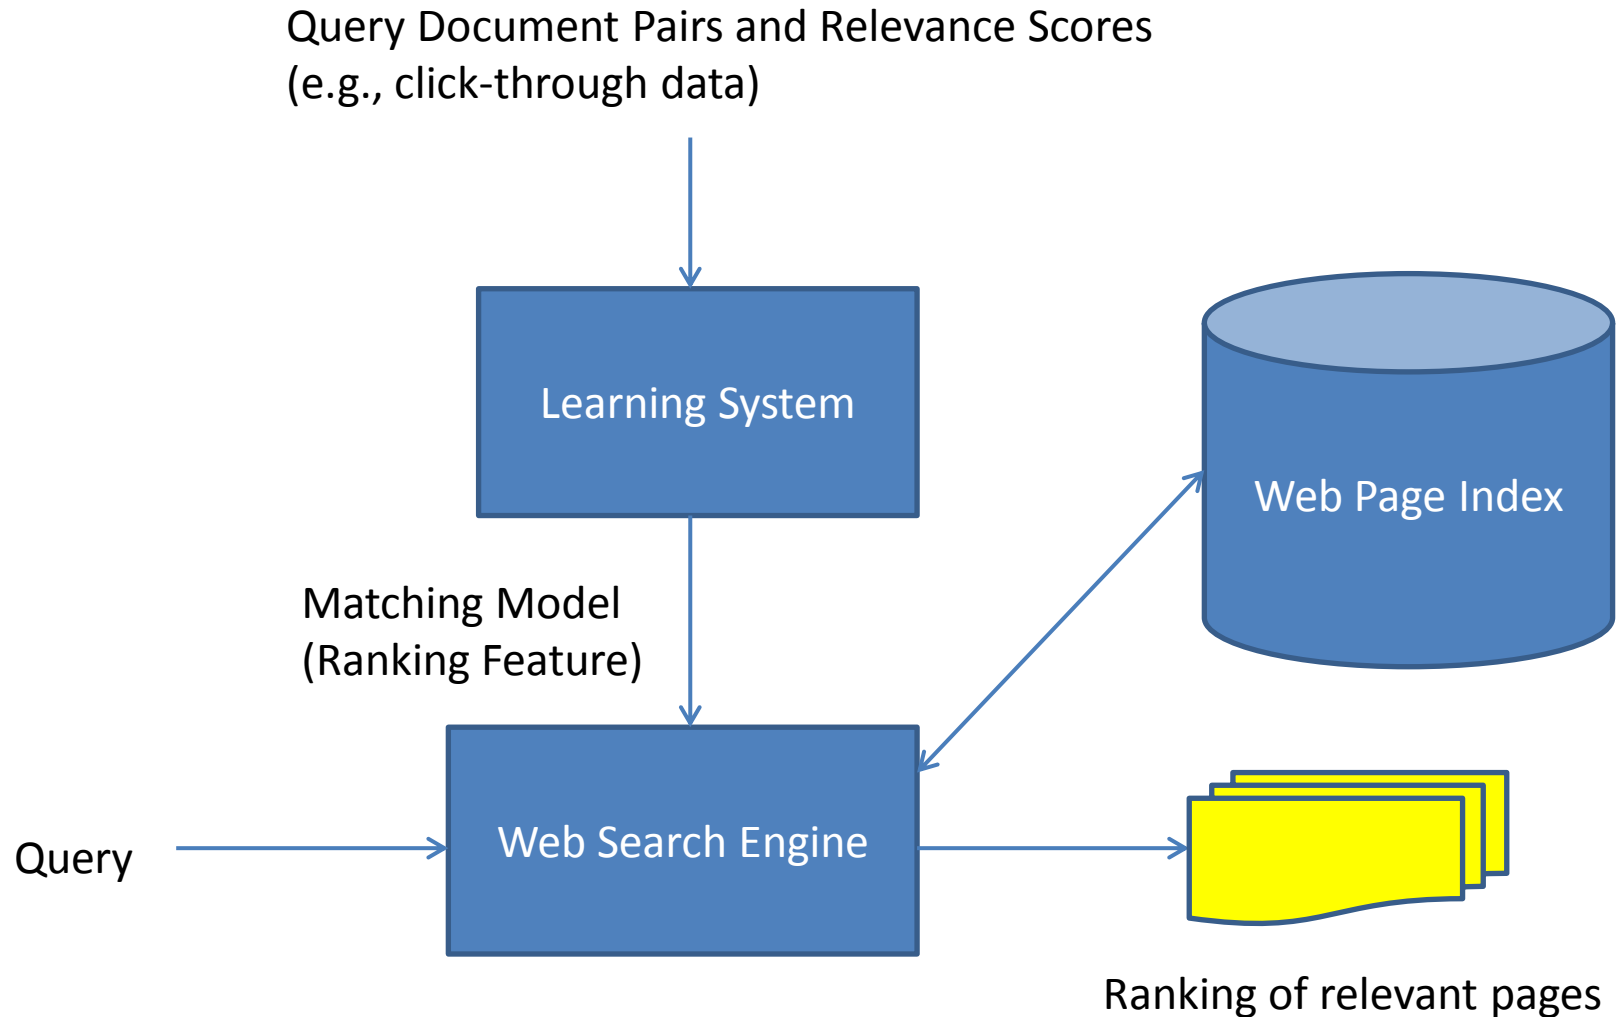 Query Document Pairs and Relevance Scores
(e.g., click-through data)
Learning System
Web Page Index
Matching Model
(Ranking Feature)
Query
Web Search Engine
Ranking of relevant pages